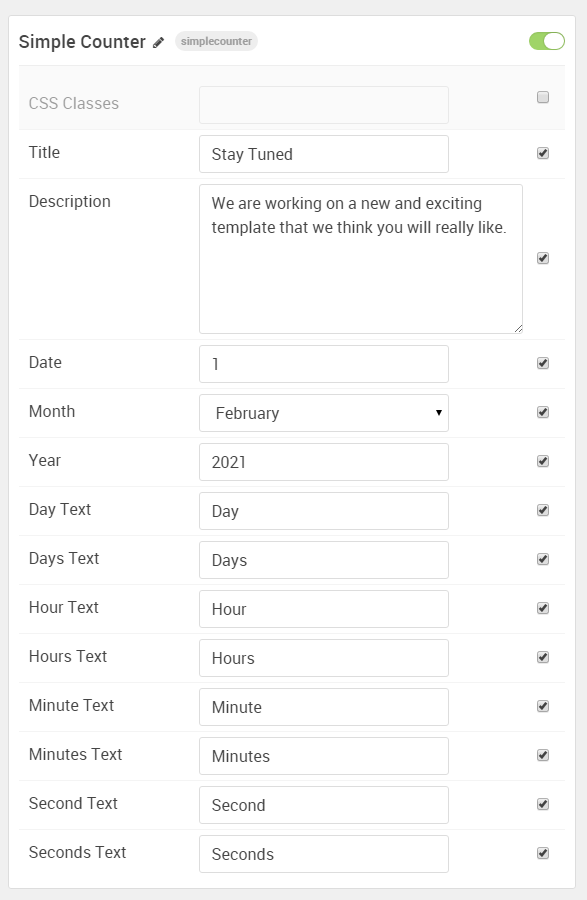 Simple Counter simplecounter
CSS Classes
Title Stay Tuned
Description We are working on a new and exciting
template that we think you will really like.
Date 1
Month February
Year 2021
Day Text Day
Days Text Days
Hour Text Hour
Hours Text Hours
Minute Text Minute
Minutes Text Minutes
Second Text Second
Seconds Text Seconds